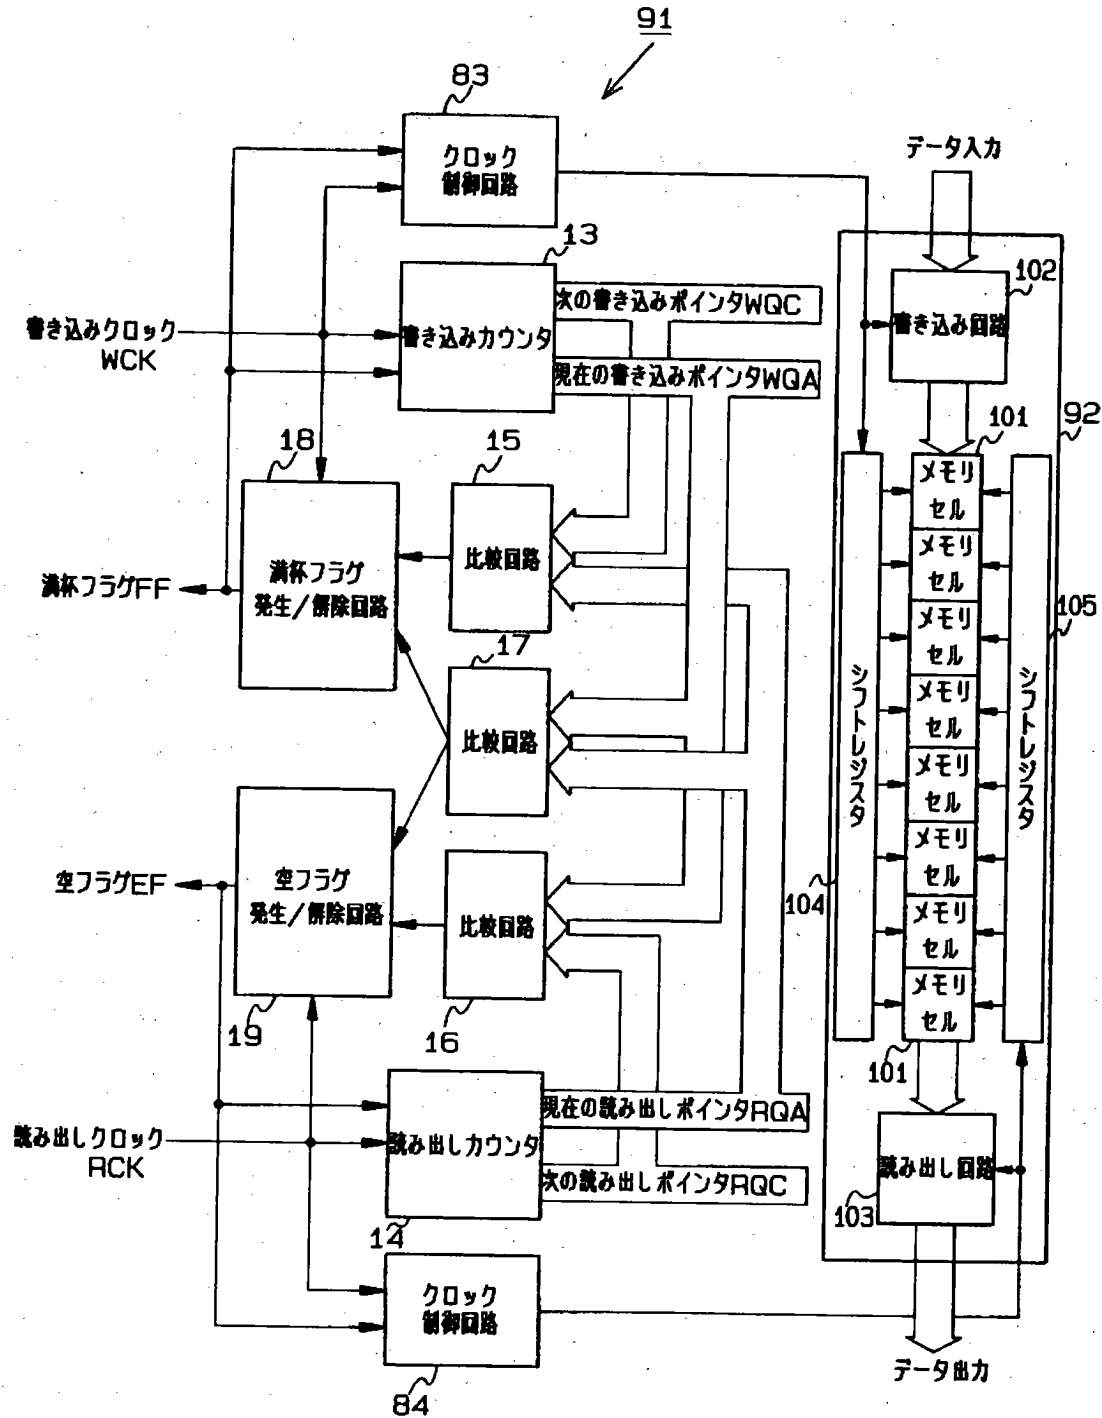 91
83
クロック
制御回路
データ入力
13
102
次の書き込みポインタWQC
書き込みクロック
WCK
書き込みカウンタ
書き込み回路
現在の書き込みポインタWQA
92
101
18
15
メモリ
セル
メモリ
セル
満杯フラグ
発生/解除回路
比較回路
満杯フラグFF
105
メモリ
セル
17
シフトレジスタ
シフトレジスタ
メモリ
セル
比較回路
メモリ
セル
メモリ
セル
空フラグ
発生/解除回路
空フラグEF
比較回路
104
メモリ
セル
メモリ
セル
19
16
101
現在の読み出しポインタRQA
読み出しクロック
RCK
読み出しカウンタ
読み出し回路
次の読み出しポインタRQC
103
14
クロック
制御回路
データ出力
84